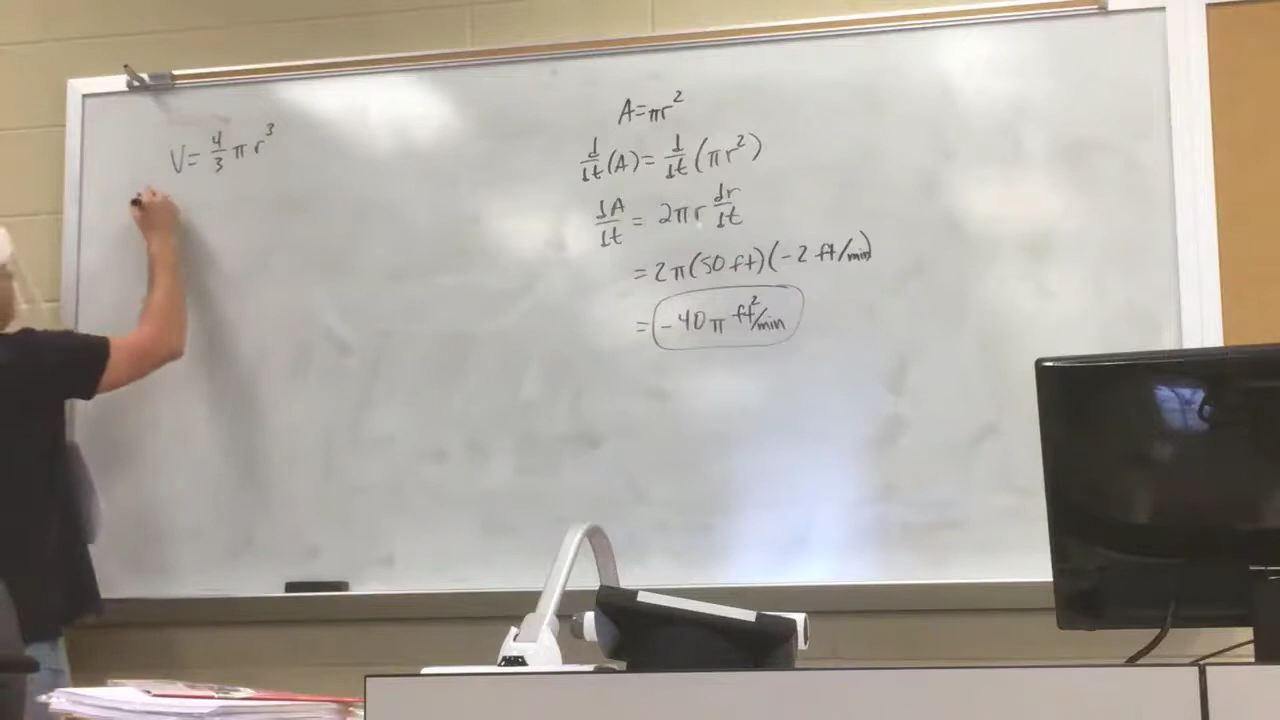 V = 4/3 π r³
A = πr²
d/dt (A) = d/dt (πr²)
dA/dt = 2πr dr/dt
= 2π(50 ft)(-2 ft/min)
= -40π ft²/min